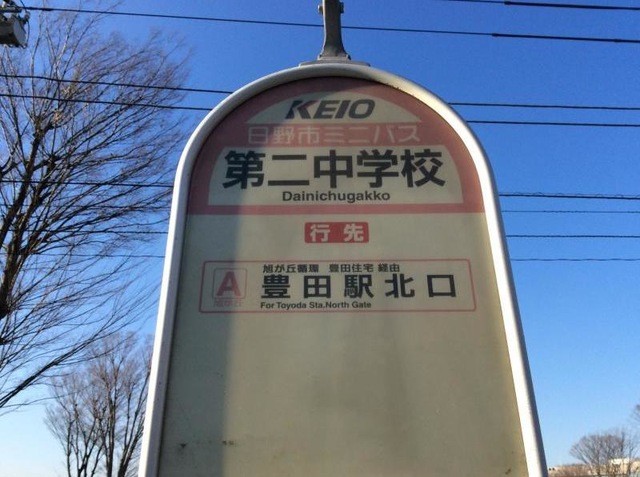 KEIO
日野市ミニバス
第二中学校
Dainichugakko
行先
旭が丘循環 豊田住宅 経由
A
豊田駅北口
For Toyoda Sta.North Gate